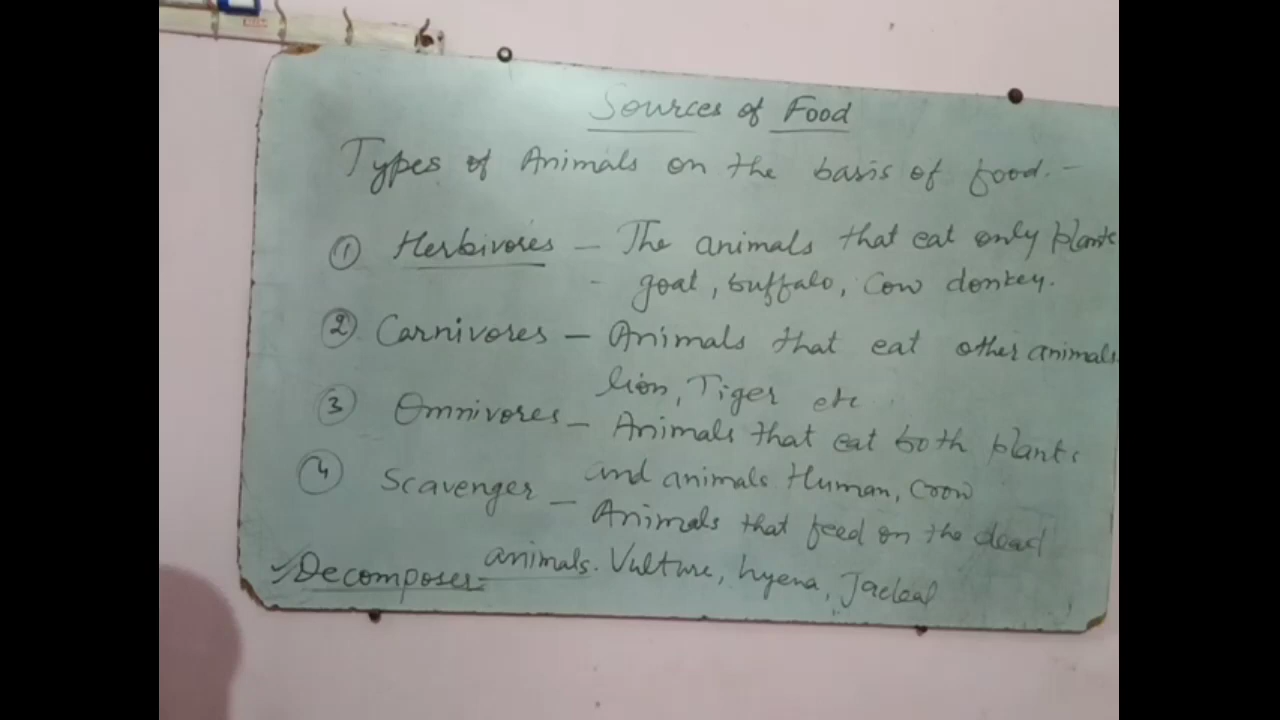 Sources of Food
Types of Animals on the basis of food. -
① Herbivores – The animals that eat only plants
- goat, buffalo, Cow donkey.
② Carnivores – Animals that eat other animals
lion, Tiger etc.
③ Omnivores – Animals that eat both plants
and animals Human, Crow
④ Scavenger – Animals that feed on the dead
animals. Vulture, hyena, Jackal
✓Decomposer-